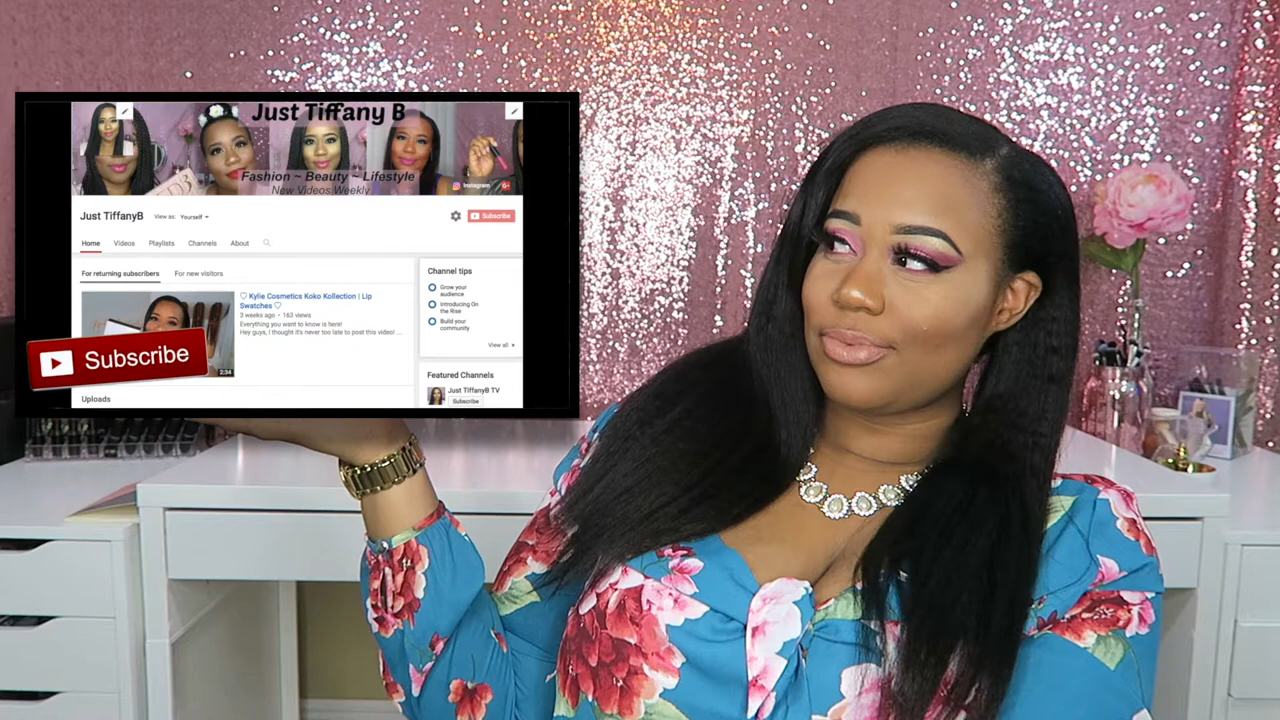 Just Tiffany B
Fashion ~ Beauty ~ Lifestyle
New Videos Weekly
Instagram G+
Just TiffanyB View as: Yourself
Subscribe
Home Videos Playlists Channels About
For returning subscribers For new visitors
♡ Kylie Cosmetics Koko Kollection | Lip
Swatches ♡
3 weeks ago • 163 views
Everything you want to know is here!
Hey guys, I thought it's never too late to post this video! ...
2:34
Subscribe
Uploads
Channel tips
Grow your
audience
Introducing On
the Rise
Build your
community
View all
Featured Channels
Just TiffanyB TV
Subscribe